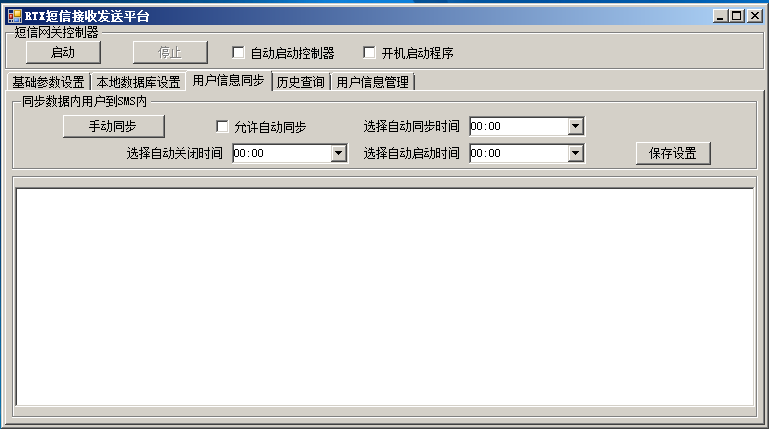 RTX短信接收发送平台
短信网关控制器
启动 停止 自动启动控制器 开机启动程序
基础参数设置 本地数据库设置 用户信息同步 历史查询 用户信息管理
同步数据内用户到SMS内
手动同步 允许自动同步 选择自动同步时间 00:00
选择自动关闭时间 00:00 选择自动启动时间 00:00 保存设置